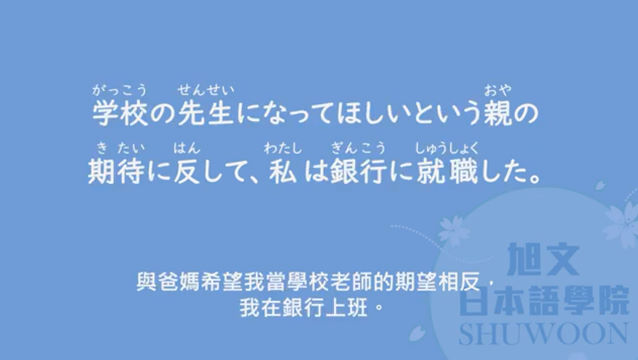 がっこう せんせい おや
学校の先生になってほしいという親の
きたい はん わたし ぎんこう しゅうしょく
期待に反して、私は銀行に就職した。
與爸媽希望我當學校老師的期望相反，
我在銀行上班。
旭文
日本語學院
SHUWOON